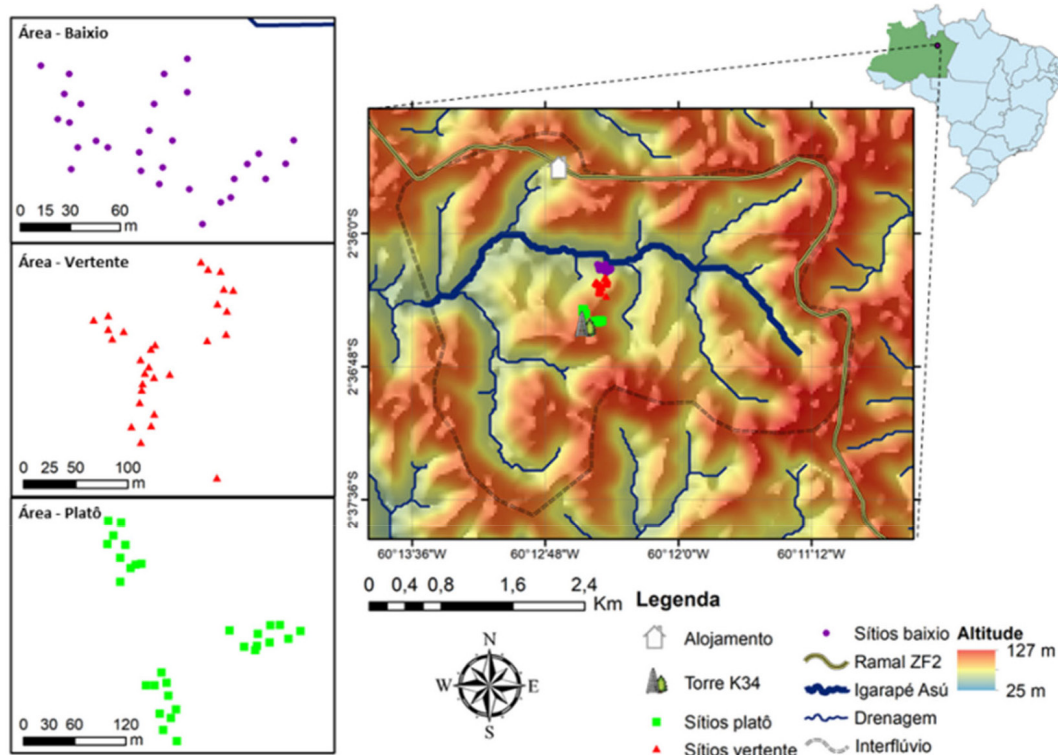 Área - Baixio
0 15 30 60
m
Área - Vertente
0 25 50 100
m
Área - Platô
0 30 60 120
m
2°36'0"S
2°36'48"S
2°37'36"S
60°13'36"W 60°12'48"W 60°12'0"W 60°11'12"W
0 0,4 0,8 1,6 2,4
Km
N
W E
S
Legenda
Alojamento
Torre K34
Sítios platô
Sítios vertente
Sítios baixio
Ramal ZF2
Igarapé Asú
Drenagem
Interflúvio
Altitude
127 m
25 m